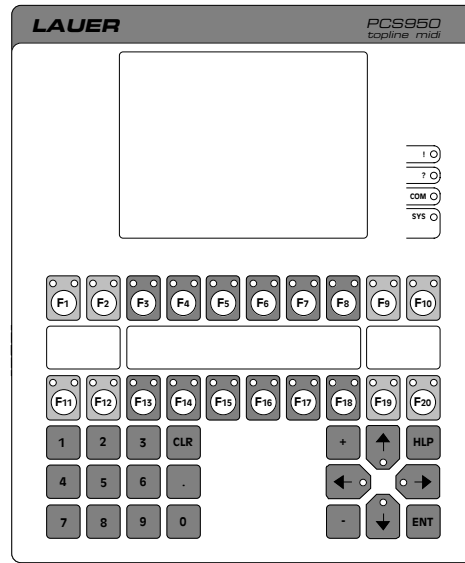 LAUER PCS950
topline midi
!
?
COM
SYS
F1 F2 F3 F4 F5 F6 F7 F8 F9 F10
F11 F12 F13 F14 F15 F16 F17 F18 F19 F20
1 2 3 CLR + HLP
4 5 6 .
7 8 9 0 - ENT